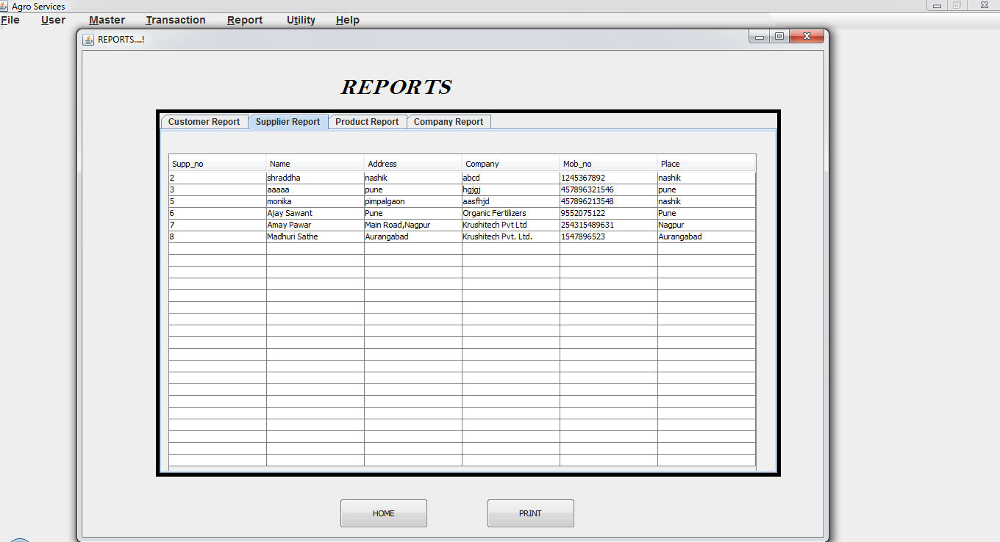 Agro Services
File User Master Transaction Report Utility Help
REPORTS....!
REPORTS
Customer Report Supplier Report Product Report Company Report
Supp_no Name Address Company Mob_no Place
2 shraddha nashik abcd 1245367892 nashik
3 aaaaa pune hgjgj 457896321546 pune
5 monika pimpalgaon aasfhjd 457896213548 nashik
6 Ajay Sawant Pune Organic Fertilizers 9552075122 Pune
7 Amay Pawar Main Road,Nagpur Krushitech Pvt Ltd 254315489631 Nagpur
8 Madhuri Sathe Aurangabad Krushitech Pvt. Ltd. 1547896523 Aurangabad
HOME PRINT